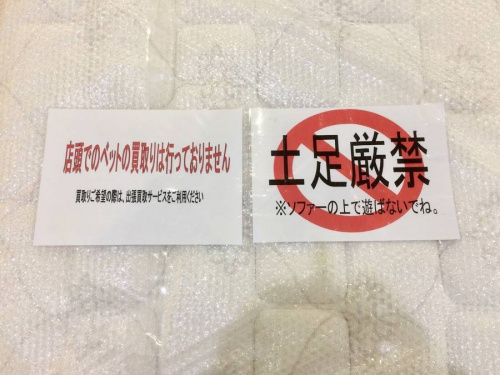 店頭でのベットの買取りは行っておりません
買取りご希望の際は、出張買取サービスをご利用ください
土足厳禁
※ソファーの上で遊ばないでね。